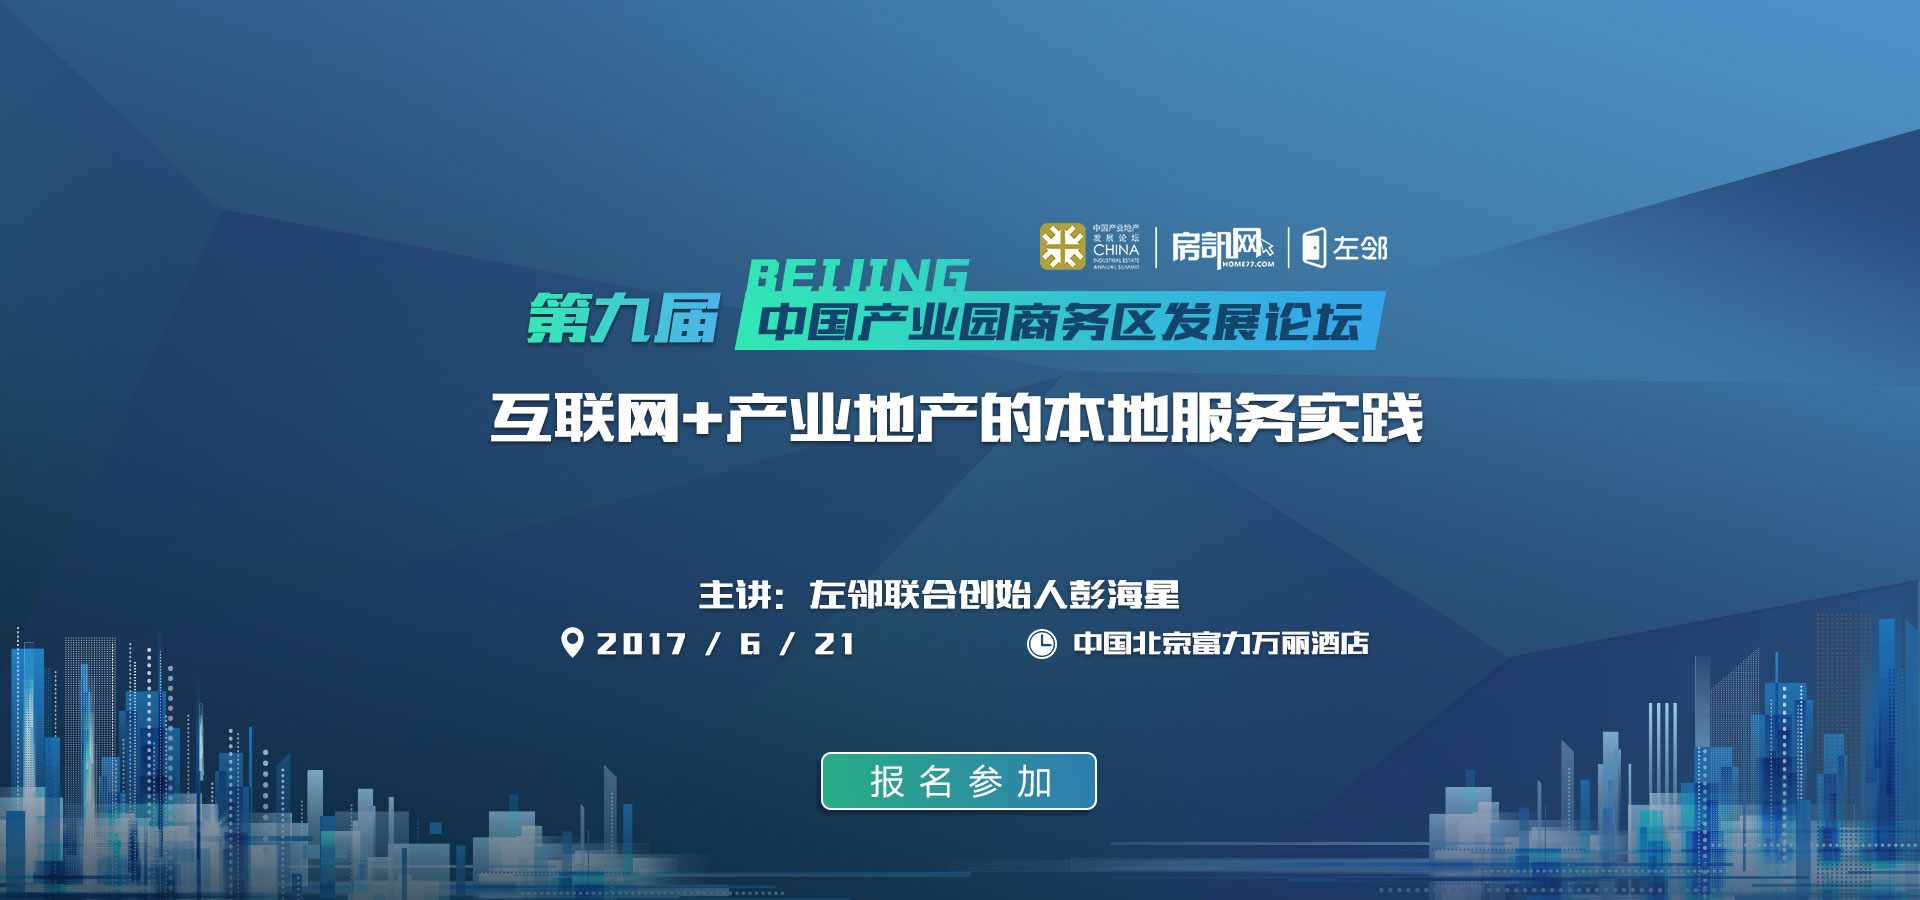 中国产业地产
发展论坛
CHINA
INDUSTRIAL ESTATE
ANNUAL SUMMIT
房訊网
HOME77.COM
左邻
BEIJING
第九届 中国产业园商务区发展论坛
互联网+产业地产的本地服务实践
主讲：左邻联合创始人彭海星
2017 / 6 / 21 中国北京富力万丽酒店
报名参加